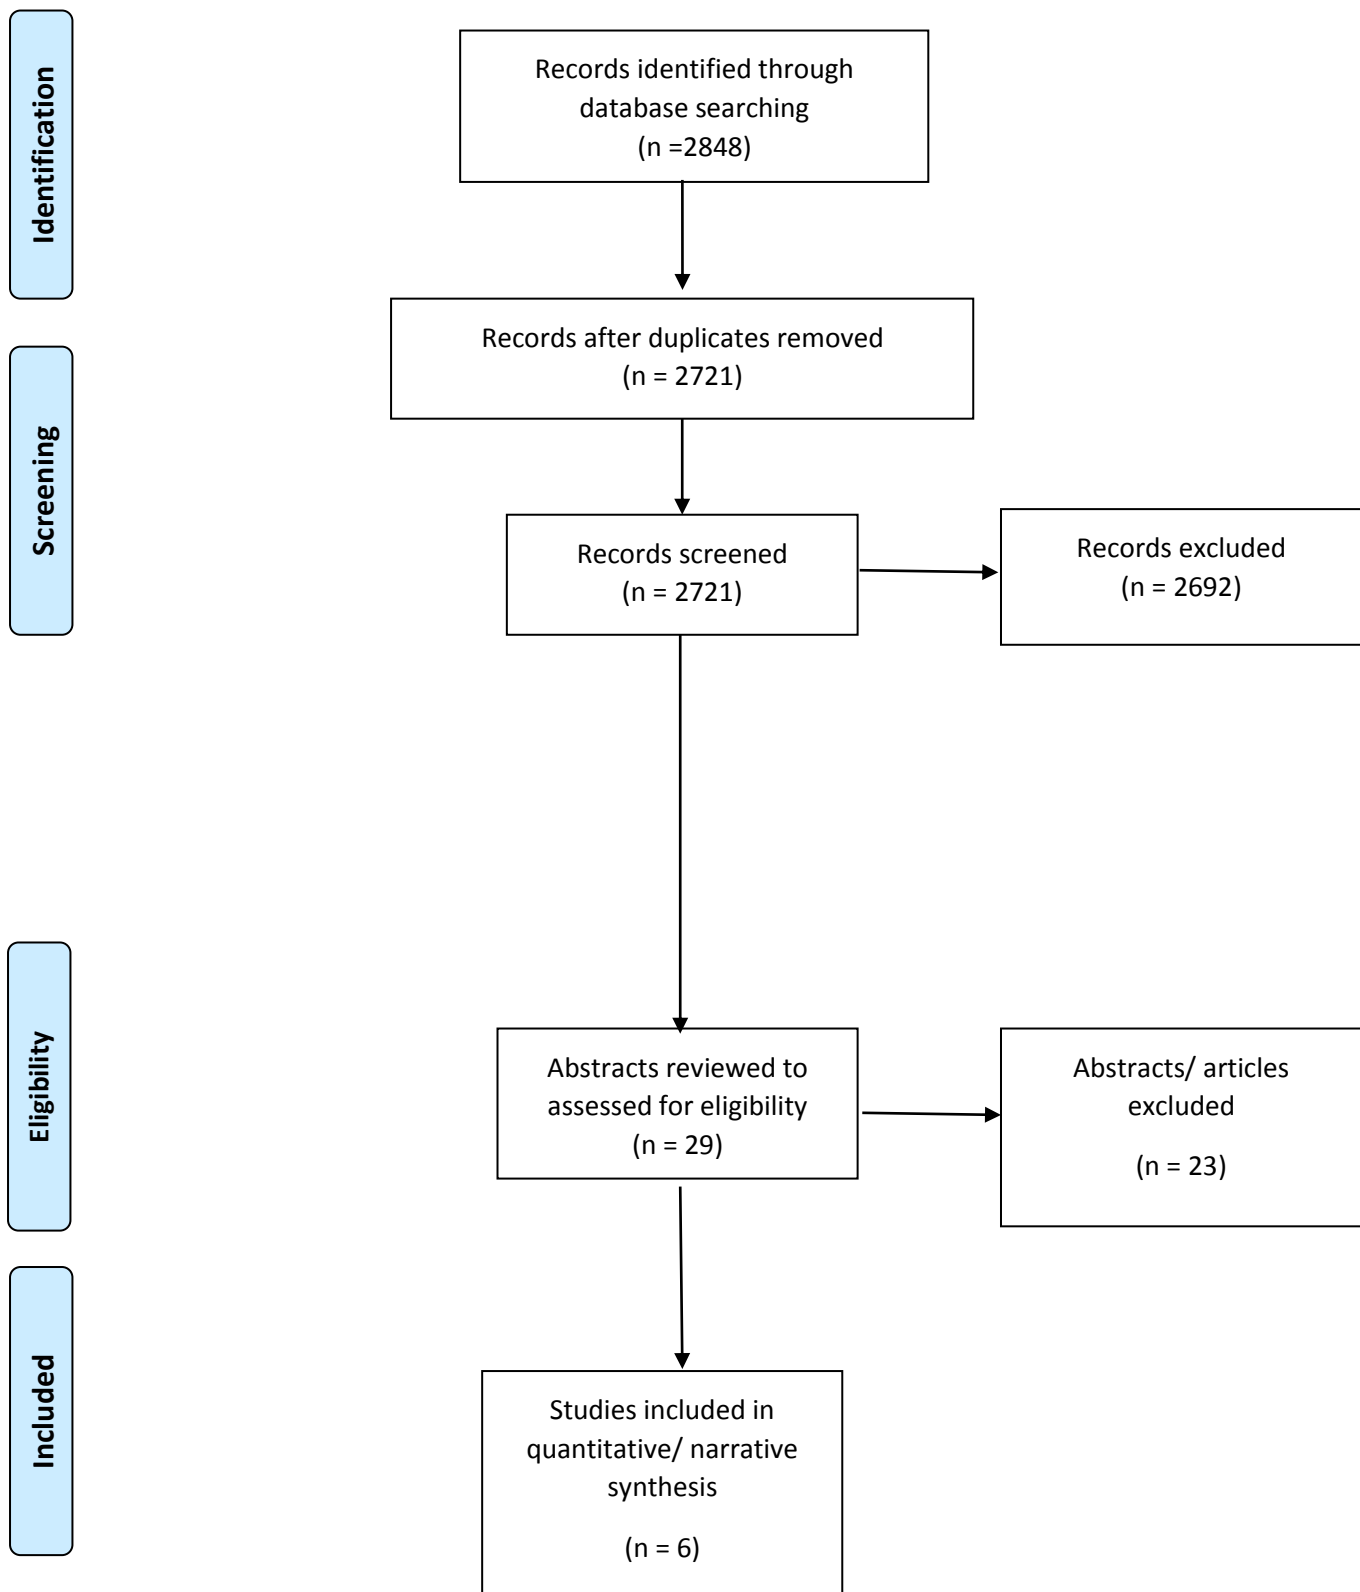 Identification
Records identified through
database searching
(n =2848)
Records after duplicates removed
(n = 2721)
Screening
Records screened
(n = 2721)
Records excluded
(n = 2692)
Eligibility
Abstracts reviewed to
assessed for eligibility
(n = 29)
Abstracts/ articles
excluded
(n = 23)
Included
Studies included in
quantitative/ narrative
synthesis
(n = 6)